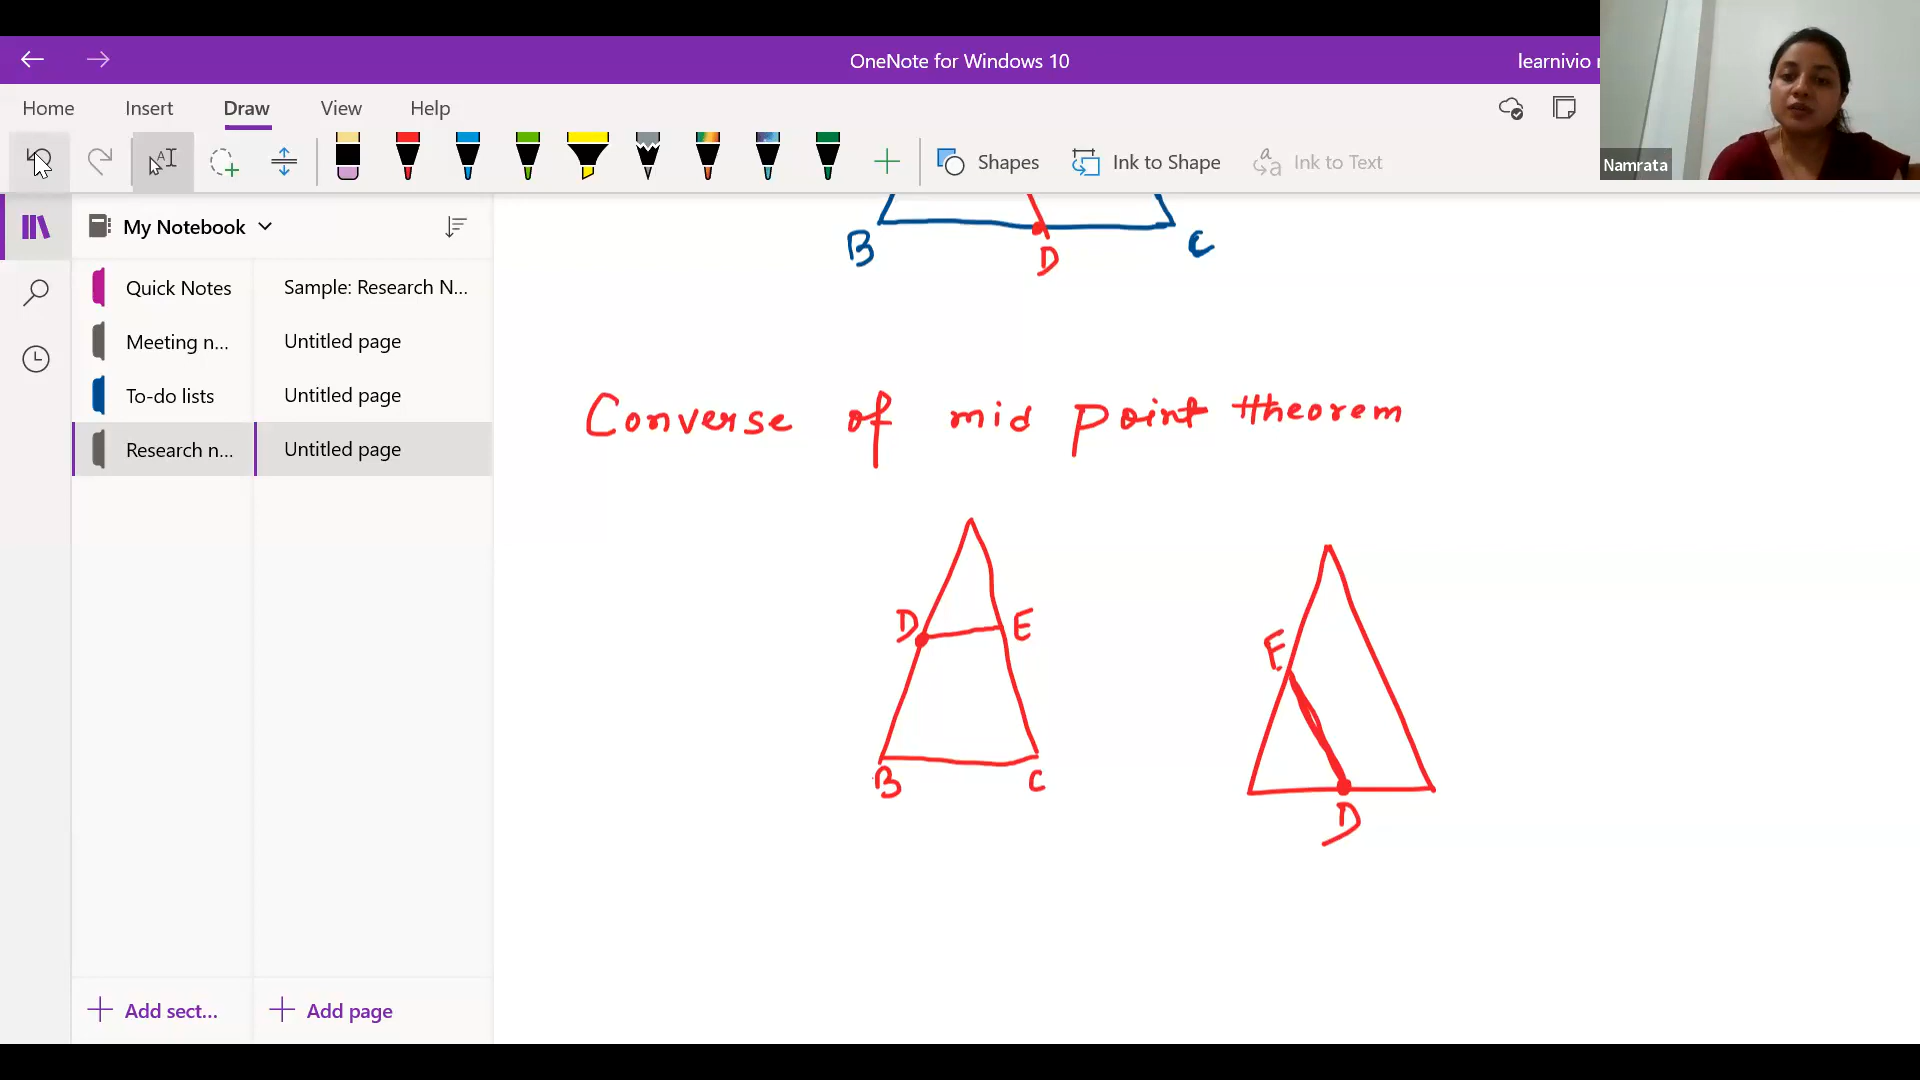 OneNote for Windows 10
learnivio
Home Insert Draw View Help
Shapes Ink to Shape Ink to Text
Namrata
My Notebook
Quick Notes
Meeting n...
To-do lists
Research n...
Sample: Research N...
Untitled page
Untitled page
Untitled page
B D C
Converse of mid point theorem
D E
B C
E
D
Add sect...
Add page